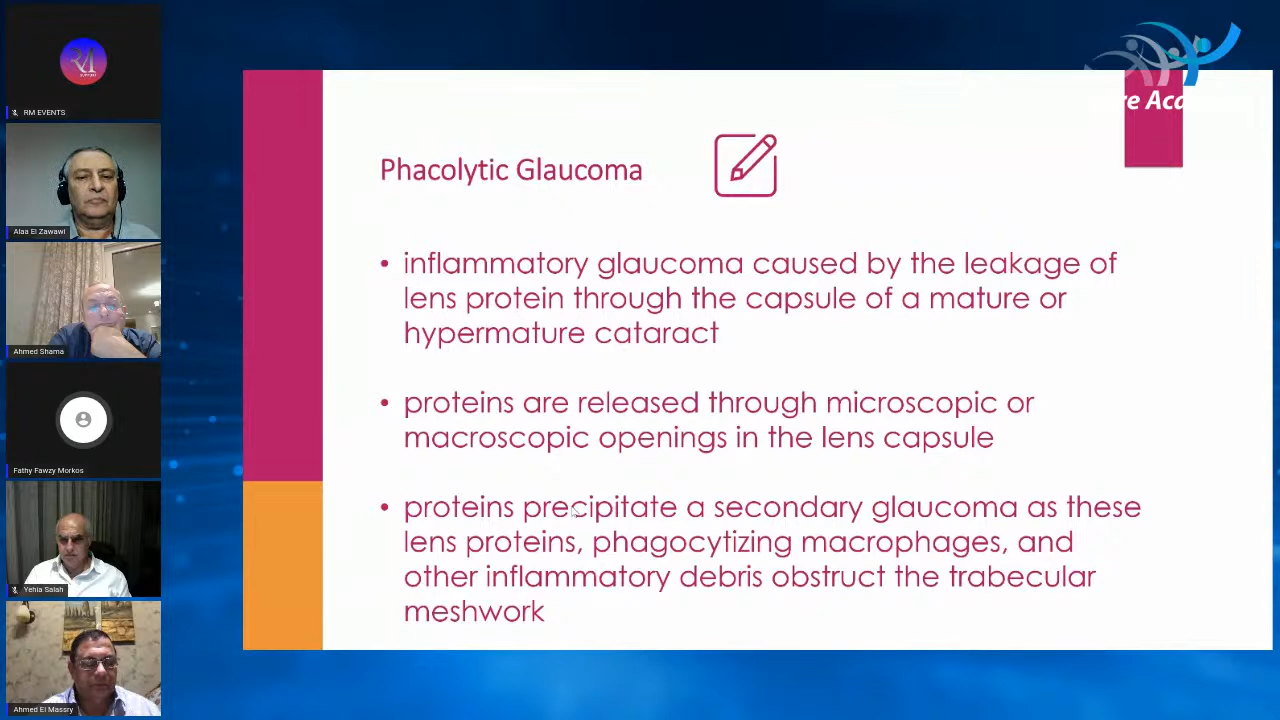 RM EVENTS
Alaa El Zawawi
Ahmed Shama
Fathy Fawzy Morkos
Yehia Salah
Ahmed El Massry
Phacolytic Glaucoma
• inflammatory glaucoma caused by the leakage of
lens protein through the capsule of a mature or
hypermature cataract
• proteins are released through microscopic or
macroscopic openings in the lens capsule
• proteins precipitate a secondary glaucoma as these
lens proteins, phagocytizing macrophages, and
other inflammatory debris obstruct the trabecular
meshwork